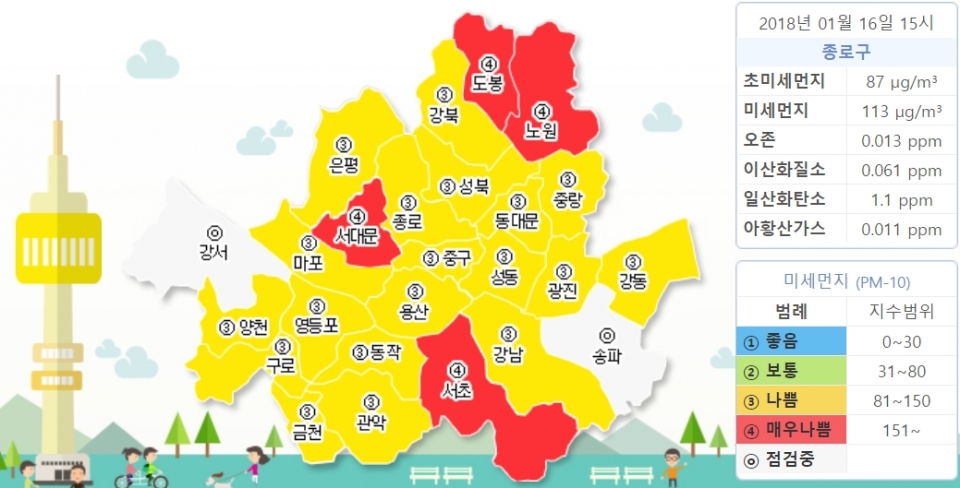 ④
도봉
③
강북
④
노원
③
은평
③성북
③
중랑
④
서대문
③
종로
③
동대문
◎
강서
③
마포
③ 중구
③
성동
③
광진
③
강동
③ 양천
③
영등포
③
용산
③
구로
③동작
③
강남
◎
송파
④
서초
③
금천
③
관악
2018년 01월 16일 15시
종로구
초미세먼지 87 µg/m³
미세먼지 113 µg/m³
오존 0.013 ppm
이산화질소 0.061 ppm
일산화탄소 1.1 ppm
아황산가스 0.011 ppm
미세먼지 (PM-10)
범례 지수범위
① 좋음 0~30
② 보통 31~80
③ 나쁨 81~150
④ 매우나쁨 151~
◎ 점검중